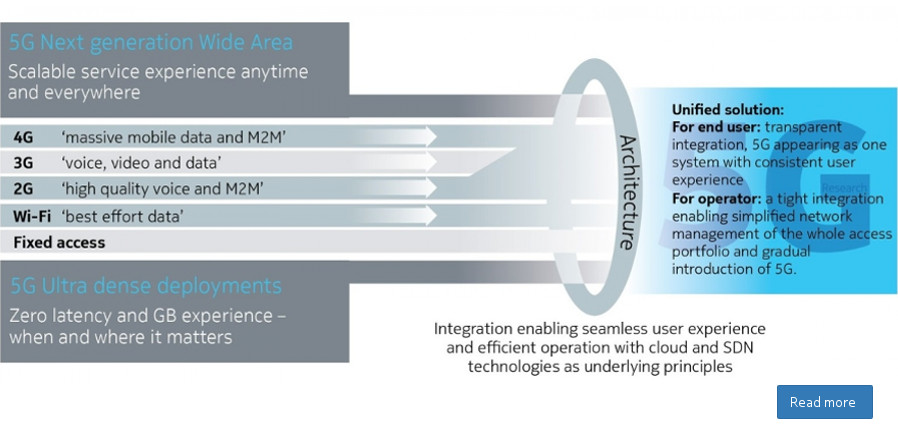 5G Next generation Wide Area
Scalable service experience anytime
and everywhere
4G 'massive mobile data and M2M'
3G 'voice, video and data'
2G 'high quality voice and M2M'
Wi-Fi 'best effort data'
Fixed access
5G Ultra dense deployments
Zero latency and GB experience –
when and where it matters
Architecture
Unified solution:
For end user: transparent
integration, 5G appearing as one
system with consistent user
experience
For operator: a tight integration
enabling simplified network
management of the whole access
portfolio and gradual
introduction of 5G.
5G
Research
Integration enabling seamless user experience
and efficient operation with cloud and SDN
technologies as underlying principles
Read more